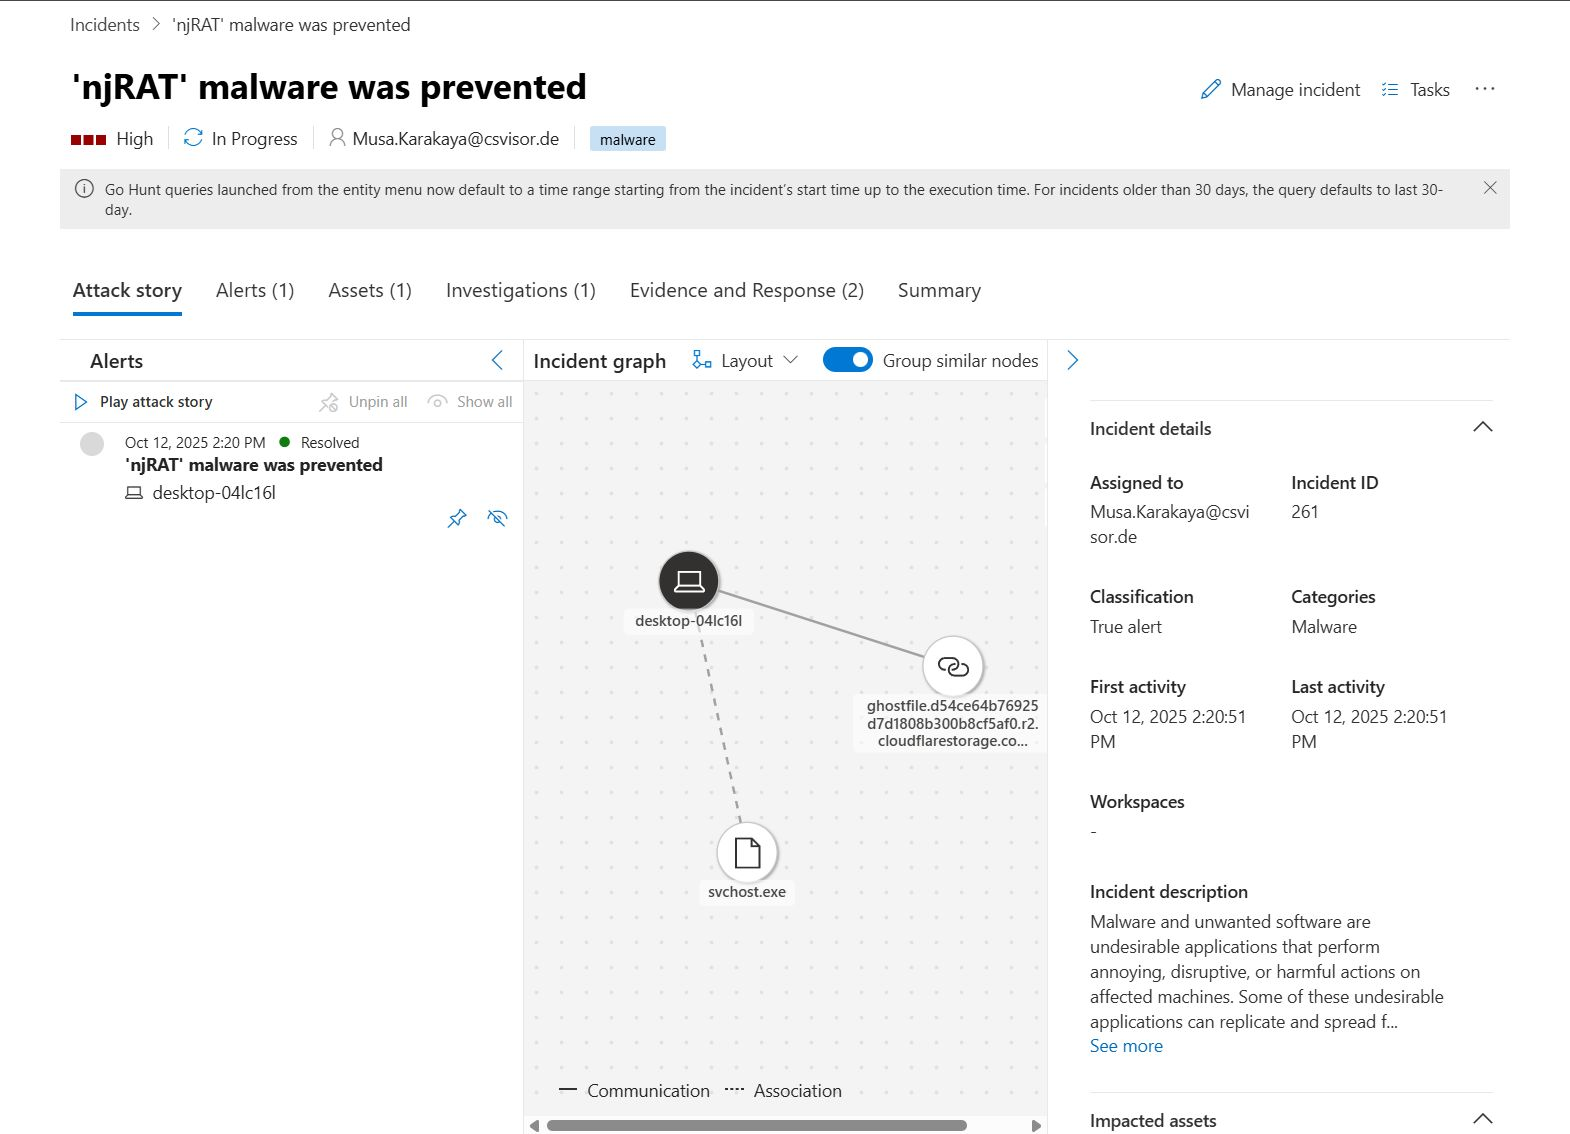 Incidents > 'njRAT' malware was prevented
'njRAT' malware was prevented
Manage incident Tasks ...
High In Progress Musa.Karakaya@csvisor.de malware
Go Hunt queries launched from the entity menu now default to a time range starting from the incident's start time up to the execution time. For incidents older than 30 days, the query defaults to last 30-
day.
Attack story Alerts (1) Assets (1) Investigations (1) Evidence and Response (2) Summary
Alerts
Play attack story Unpin all Show all
Oct 12, 2025 2:20 PM Resolved
'njRAT' malware was prevented
desktop-04lc16l
Incident graph Layout Group similar nodes
desktop-04lc16l
ghostfile.d54ce64b76925
d7d1808b300b8cf5af0.r2.
cloudflarestorage.co...
svchost.exe
Communication Association
Incident details
Assigned to
Musa.Karakaya@csvi
sor.de
Incident ID
261
Classification
True alert
Categories
Malware
First activity
Oct 12, 2025 2:20:51
PM
Last activity
Oct 12, 2025 2:20:51
PM
Workspaces
-
Incident description
Malware and unwanted software are
undesirable applications that perform
annoying, disruptive, or harmful actions on
affected machines. Some of these undesirable
applications can replicate and spread f...
See more
Impacted assets